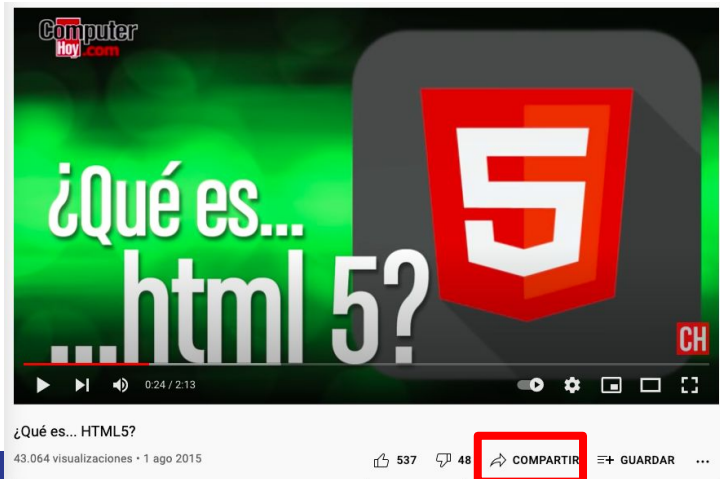 Computer
Hoy.com
5
¿Qué es...
...html 5?
CH
0:24 / 2:13
¿Qué es... HTML5?
43.064 visualizaciones • 1 ago 2015
537 48 COMPARTIR GUARDAR ...